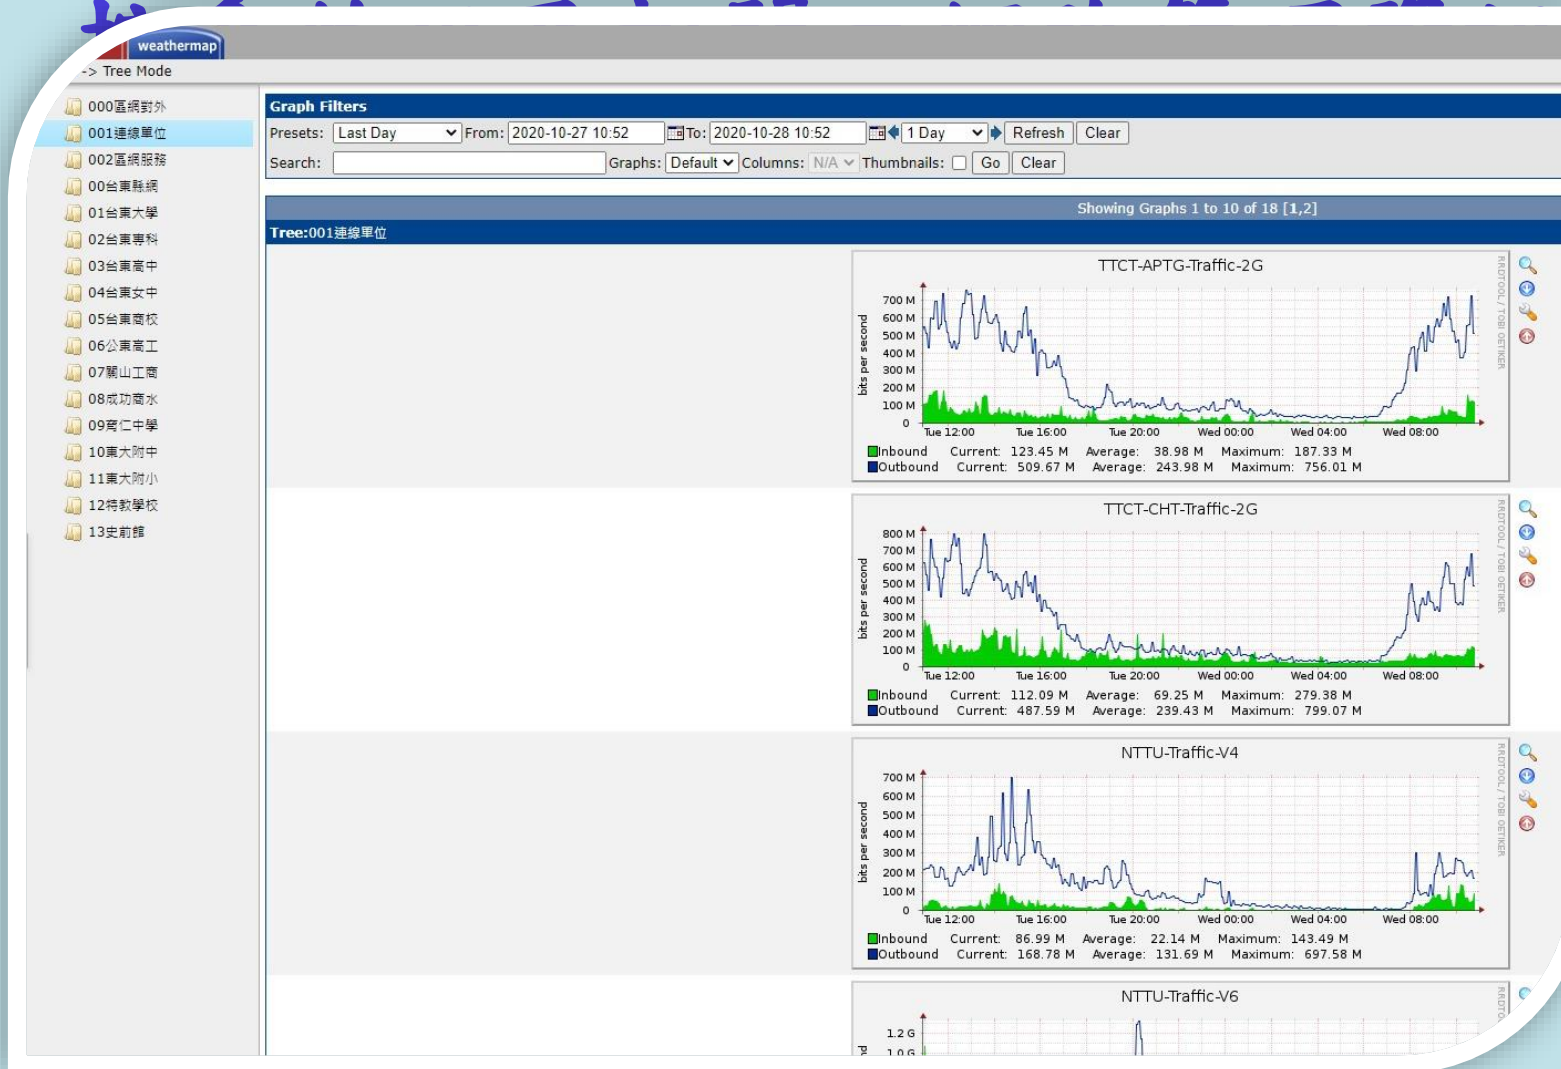 weathermap
-> Tree Mode
000區網對外
001連線單位
002區網服務
00台東縣網
01台東大學
02台東專科
03台東高中
04台東女中
05台東商校
06公東高工
07關山工商
08成功商水
09育仁中學
10東大附中
11東大附小
12特教學校
13史前館
Graph Filters
Presets: Last Day From: 2020-10-27 10:52 To: 2020-10-28 10:52 1 Day Refresh Clear
Search: Graphs: Default Columns: N/A Thumbnails: Go Clear
Showing Graphs 1 to 10 of 18 [1,2]
Tree:001連線單位
TTCT-APTG-Traffic-2G
RRDTOOL / TOBI OETIKER
bits per second
700 M
600 M
500 M
400 M
300 M
200 M
100 M
0
Tue 12:00 Tue 16:00 Tue 20:00 Wed 00:00 Wed 04:00 Wed 08:00
Inbound Current: 123.45 M Average: 38.98 M Maximum: 187.33 M
Outbound Current: 509.67 M Average: 243.98 M Maximum: 756.01 M
TTCT-CHT-Traffic-2G
RRDTOOL / TOBI OETIKER
bits per second
800 M
700 M
600 M
500 M
400 M
300 M
200 M
100 M
0
Tue 12:00 Tue 16:00 Tue 20:00 Wed 00:00 Wed 04:00 Wed 08:00
Inbound Current: 112.09 M Average: 69.25 M Maximum: 279.38 M
Outbound Current: 487.59 M Average: 239.43 M Maximum: 799.07 M
NTTU-Traffic-V4
RRDTOOL / TOBI OETIKER
bits per second
700 M
600 M
500 M
400 M
300 M
200 M
100 M
0
Tue 12:00 Tue 16:00 Tue 20:00 Wed 00:00 Wed 04:00 Wed 08:00
Inbound Current: 86.99 M Average: 22.14 M Maximum: 143.49 M
Outbound Current: 168.78 M Average: 131.69 M Maximum: 697.58 M
NTTU-Traffic-V6
1.2 G
1.0 G